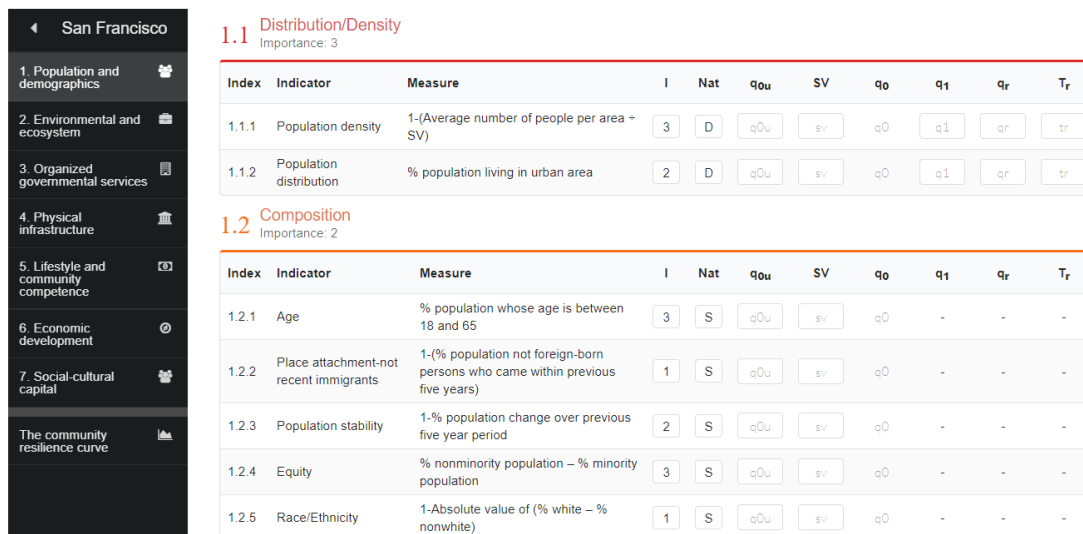 San Francisco
1. Population and
demographics
2. Environmental and
ecosystem
3. Organized
governmental services
4. Physical
infrastructure
5. Lifestyle and
community
competence
6. Economic
development
7. Social-cultural
capital
The community
resilience curve
1.1 Distribution/Density
Importance: 3
Index Indicator Measure I Nat q0u SV q0 q1 qr Tr
1.1.1 Population density 1-(Average number of people per area ÷
SV) 3 D q0u sv q0 q1 qr tr
1.1.2 Population
distribution % population living in urban area 2 D q0u sv q0 q1 qr tr
1.2 Composition
Importance: 2
Index Indicator Measure I Nat q0u SV q0 q1 qr Tr
1.2.1 Age % population whose age is between
18 and 65 3 S q0u sv q0 - - -
1.2.2 Place attachment-not
recent immigrants 1-(% population not foreign-born
persons who came within previous
five years) 1 S q0u sv q0 - - -
1.2.3 Population stability 1-% population change over previous
five year period 2 S q0u sv q0 - - -
1.2.4 Equity % nonminority population – % minority
population 3 S q0u sv q0 - - -
1.2.5 Race/Ethnicity 1-Absolute value of (% white – %
nonwhite) 1 S q0u sv q0 - - -